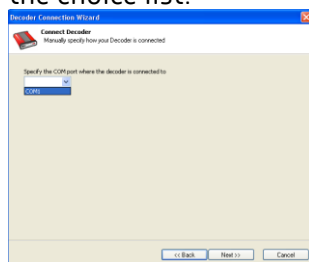 the choice list.
Decoder Connection Wizard
Connect Decoder
Manually specify how your Decoder is connected
Specify the COM port where the decoder is connected to
COM1
<< Back
Next >>
Cancel